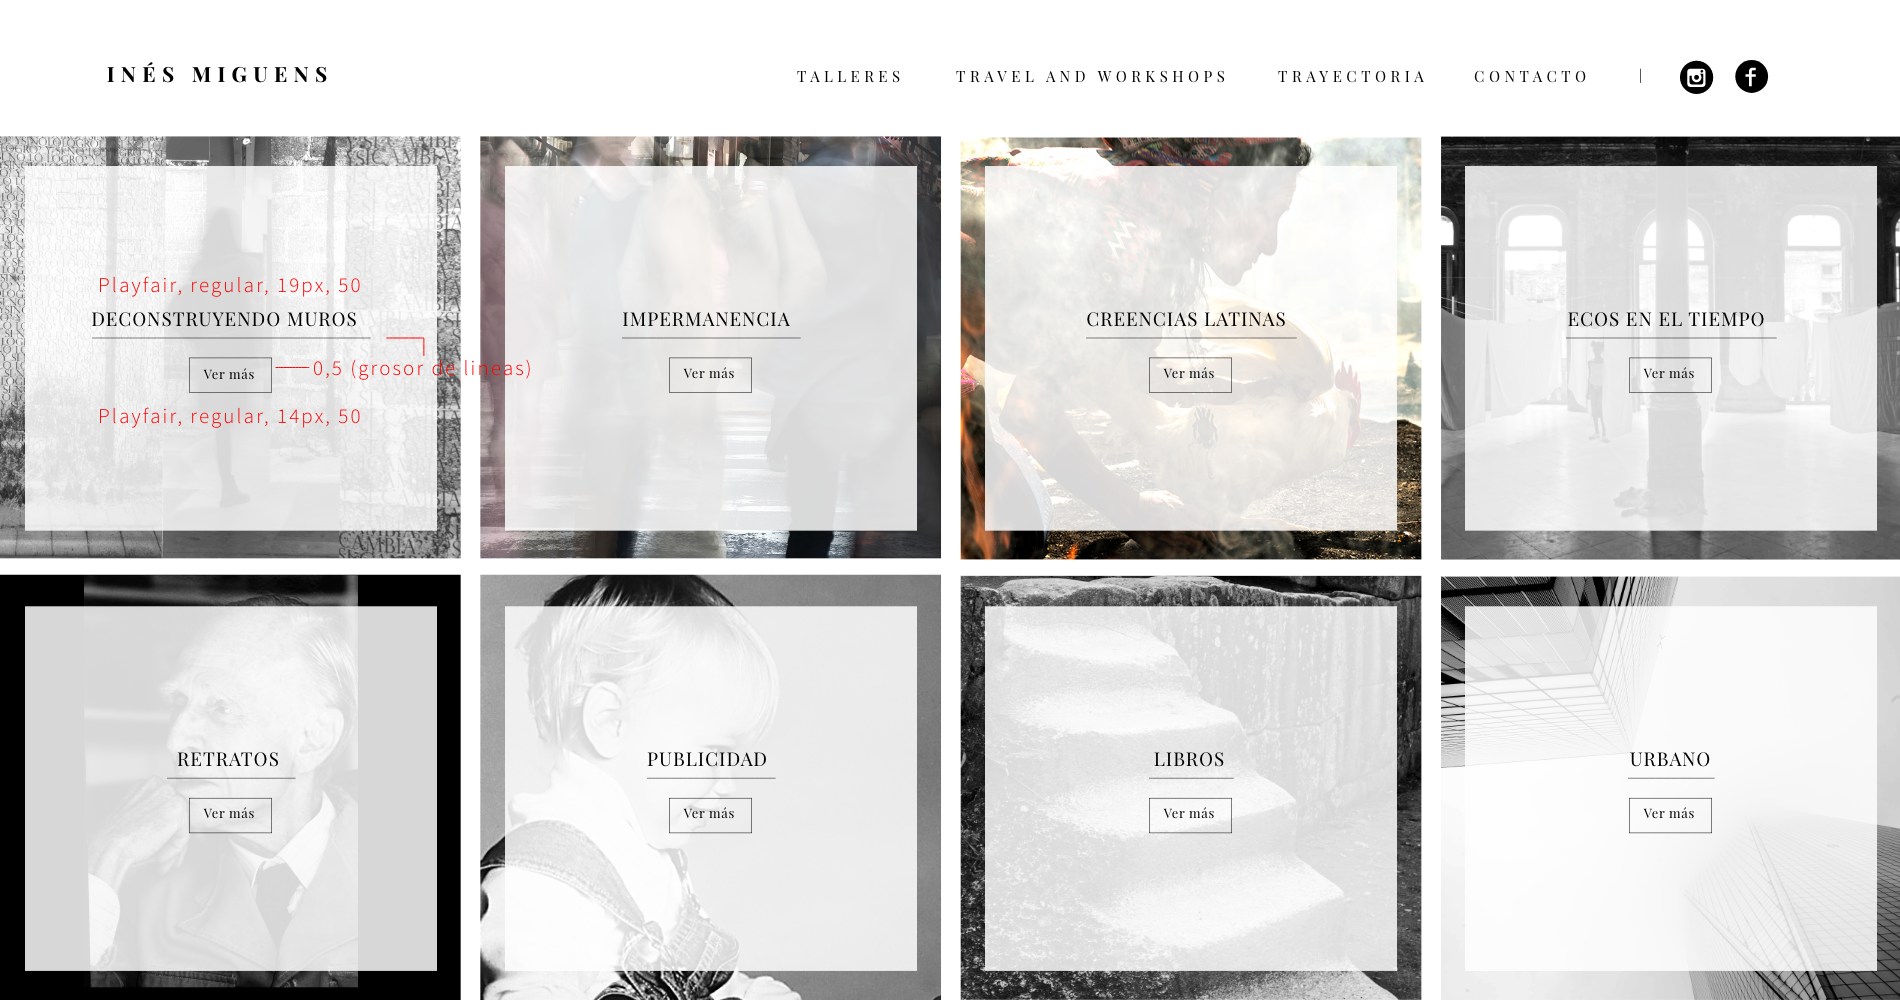 INÉS MIGUENS
TALLERES TRAVEL AND WORKSHOPS TRAYECTORIA CONTACTO |
Playfair, regular, 19px, 50
DECONSTRUYENDO MUROS
0,5 (grosor de lineas)
Ver más
Playfair, regular, 14px, 50
IMPERMANENCIA
Ver más
CREENCIAS LATINAS
Ver más
ECOS EN EL TIEMPO
Ver más
RETRATOS
Ver más
PUBLICIDAD
Ver más
LIBROS
Ver más
URBANO
Ver más
CAMBIA